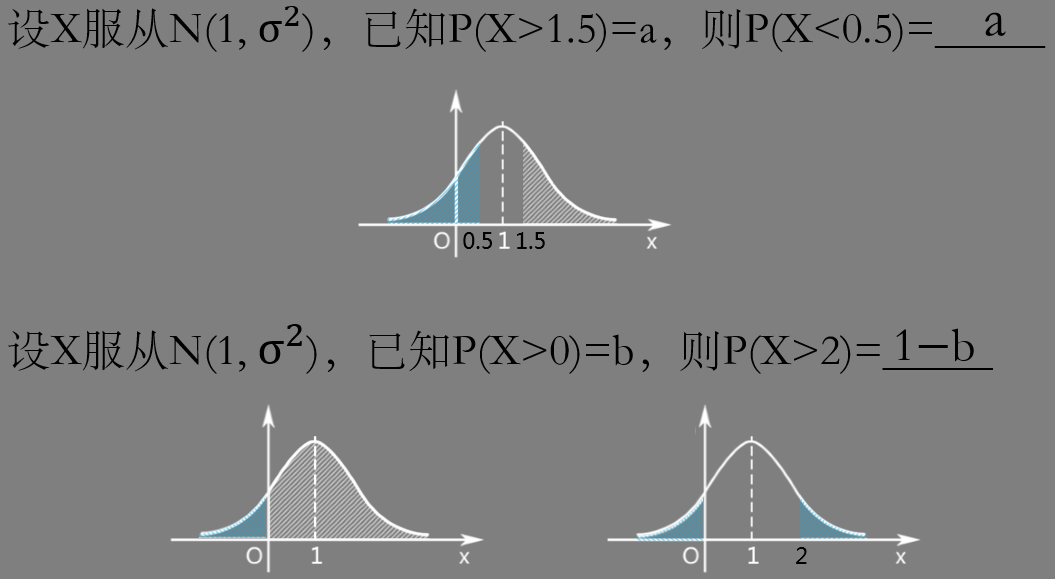 设X服从N(1, σ²)，已知P(X>1.5)=a，则P(X<0.5)=a
O 0.5 1 1.5 x
设X服从N(1, σ²)，已知P(X>0)=b，则P(X>2)=1−b
O 1 x
O 1 2 x